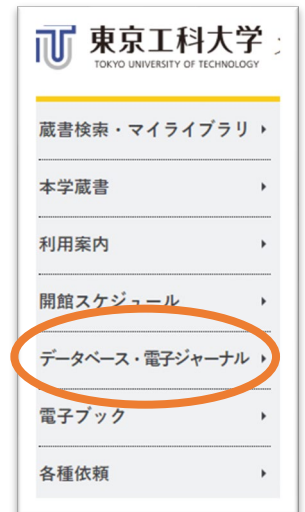 東京工科大学
TOKYO UNIVERSITY OF TECHNOLOGY
蔵書検索・マイライブラリ
本学蔵書
利用案内
開館スケジュール
データベース・電子ジャーナル
電子ブック
各種依頼